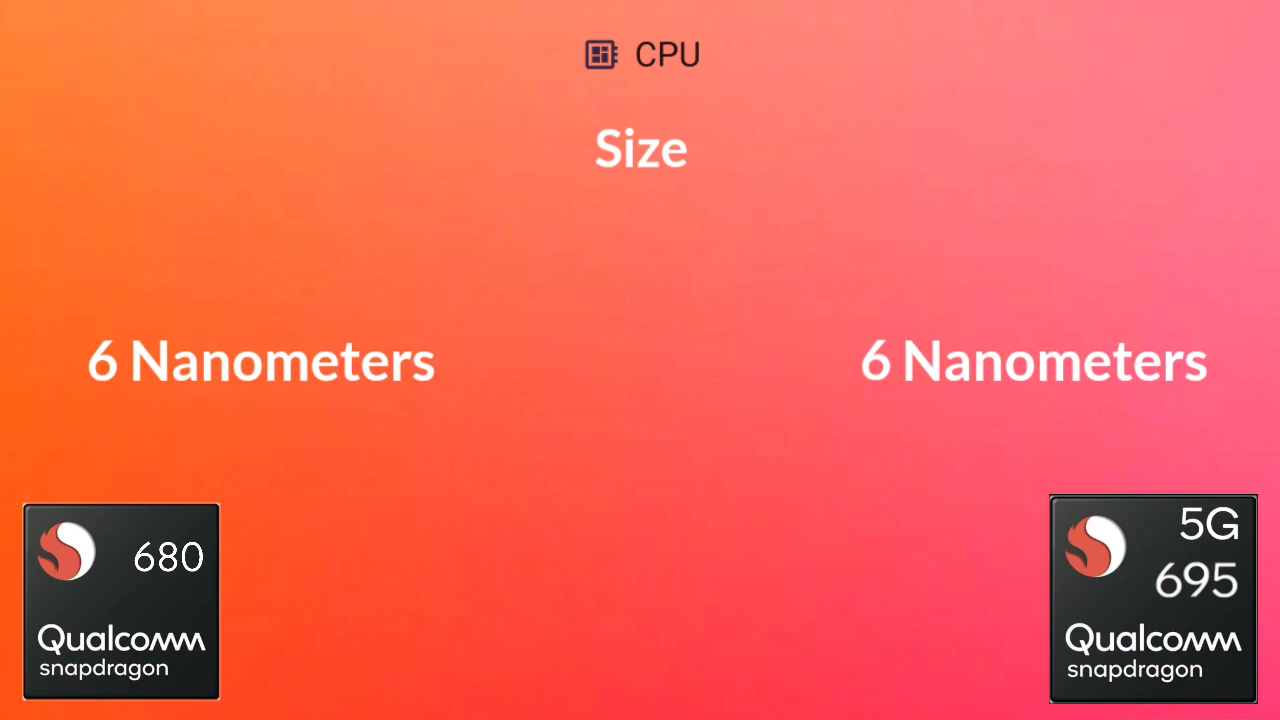 CPU
Size
6 Nanometers
6 Nanometers
680
Qualcomm
snapdragon
5G
695
Qualcomm
snapdragon